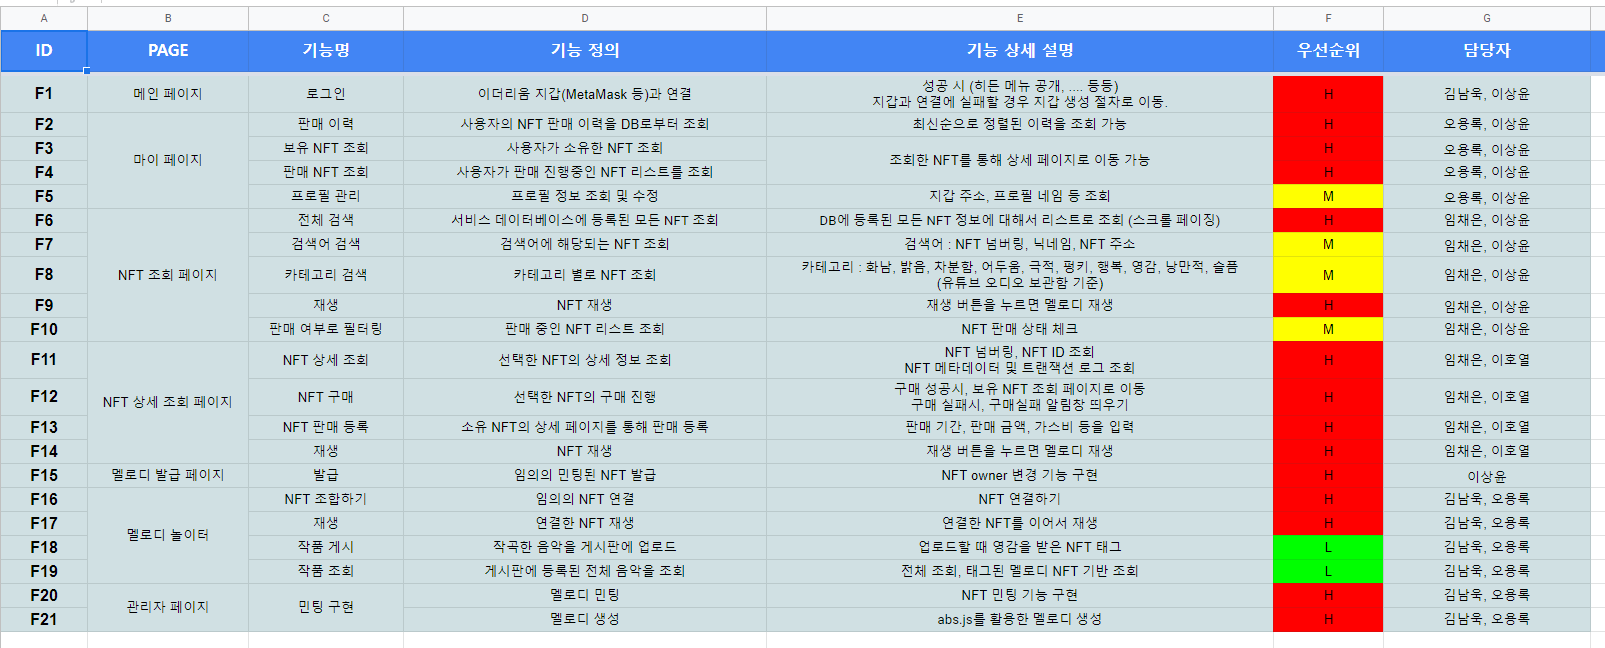 A B C D E F G
ID PAGE 기능명 기능 정의 기능 상세 설명 우선순위 담당자
F1 메인 페이지 로그인 이더리움 지갑(MetaMask 등)과 연결 성공 시 (히든 메뉴 공개, .... 등등) H 김남욱, 이상윤
지갑과 연결에 실패할 경우 지갑 생성 절차로 이동.
F2 판매 이력 사용자의 NFT 판매 이력을 DB로부터 조회 최신순으로 정렬된 이력을 조회 가능 H 오용록, 이상윤
F3 마이 페이지 보유 NFT 조회 사용자가 소유한 NFT 조회 조회한 NFT를 통해 상세 페이지로 이동 가능 H 오용록, 이상윤
F4 판매 NFT 조회 사용자가 판매 진행중인 NFT 리스트를 조회 H 오용록, 이상윤
F5 프로필 관리 프로필 정보 조회 및 수정 지갑 주소, 프로필 네임 등 조회 M 오용록, 이상윤
F6 전체 검색 서비스 데이터베이스에 등록된 모든 NFT 조회 DB에 등록된 모든 NFT 정보에 대해서 리스트로 조회 (스크롤 페이징) H 임채은, 이상윤
F7 검색어 검색 검색어에 해당되는 NFT 조회 검색어 : NFT 넘버링, 닉네임, NFT 주소 M 임채은, 이상윤
F8 NFT 조회 페이지 카테고리 검색 카테고리 별로 NFT 조회 카테고리 : 화남, 밝음, 차분함, 어두움, 극적, 펑키, 행복, 영감, 낭만적, 슬픔 M 임채은, 이상윤
(유튜브 오디오 보관함 기준)
F9 재생 NFT 재생 재생 버튼을 누르면 멜로디 재생 H 임채은, 이상윤
F10 판매 여부로 필터링 판매 중인 NFT 리스트 조회 NFT 판매 상태 체크 M 임채은, 이상윤
F11 NFT 상세 조회 선택한 NFT의 상세 정보 조회 NFT 넘버링, NFT ID 조회 H 임채은, 이호열
NFT 메타데이터 및 트랜잭션 로그 조회
F12 NFT 상세 조회 페이지 NFT 구매 선택한 NFT의 구매 진행 구매 성공시, 보유 NFT 조회 페이지로 이동 H 임채은, 이호열
구매 실패시, 구매실패 알림창 띄우기
F13 NFT 판매 등록 소유 NFT의 상세 페이지를 통해 판매 등록 판매 기간, 판매 금액, 가스비 등을 입력 H 임채은, 이호열
F14 재생 NFT 재생 재생 버튼을 누르면 멜로디 재생 H 임채은, 이호열
F15 멜로디 발급 페이지 발급 임의의 민팅된 NFT 발급 NFT owner 변경 기능 구현 H 이상윤
F16 NFT 조합하기 임의의 NFT 연결 NFT 연결하기 H 김남욱, 오용록
F17 멜로디 놀이터 재생 연결한 NFT 재생 연결한 NFT를 이어서 재생 H 김남욱, 오용록
F18 작품 게시 작곡한 음악을 게시판에 업로드 업로드할 때 영감을 받은 NFT 태그 L 김남욱, 오용록
F19 작품 조회 게시판에 등록된 전체 음악을 조회 전체 조회, 태그된 멜로디 NFT 기반 조회 L 김남욱, 오용록
F20 관리자 페이지 민팅 구현 멜로디 민팅 NFT 민팅 기능 구현 H 김남욱, 오용록
F21 멜로디 생성 abs.js를 활용한 멜로디 생성 H 김남욱, 오용록